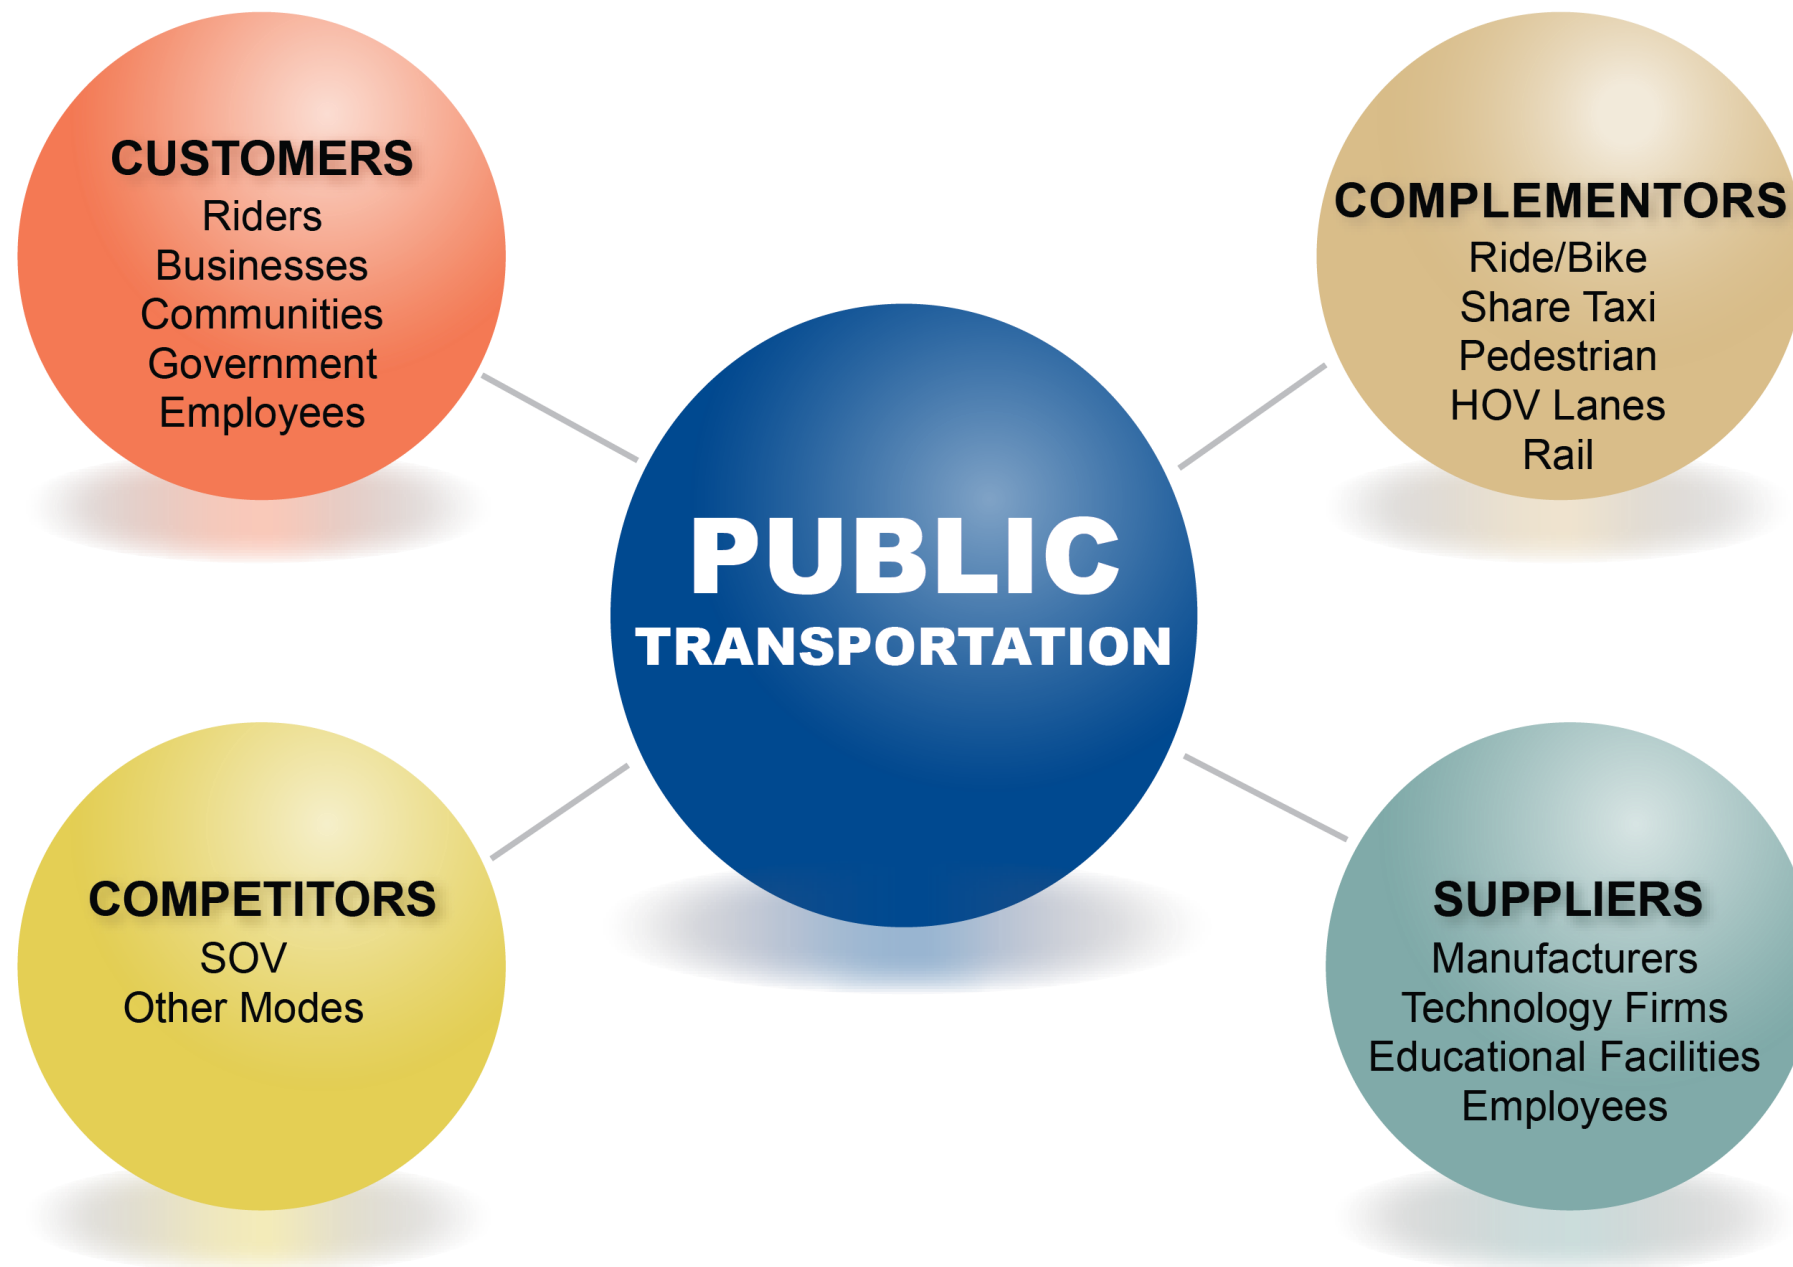 CUSTOMERS
Riders
Businesses
Communities
Government
Employees
COMPLEMENTORS
Ride/Bike
Share Taxi
Pedestrian
HOV Lanes
Rail
PUBLIC
TRANSPORTATION
COMPETITORS
SOV
Other Modes
SUPPLIERS
Manufacturers
Technology Firms
Educational Facilities
Employees